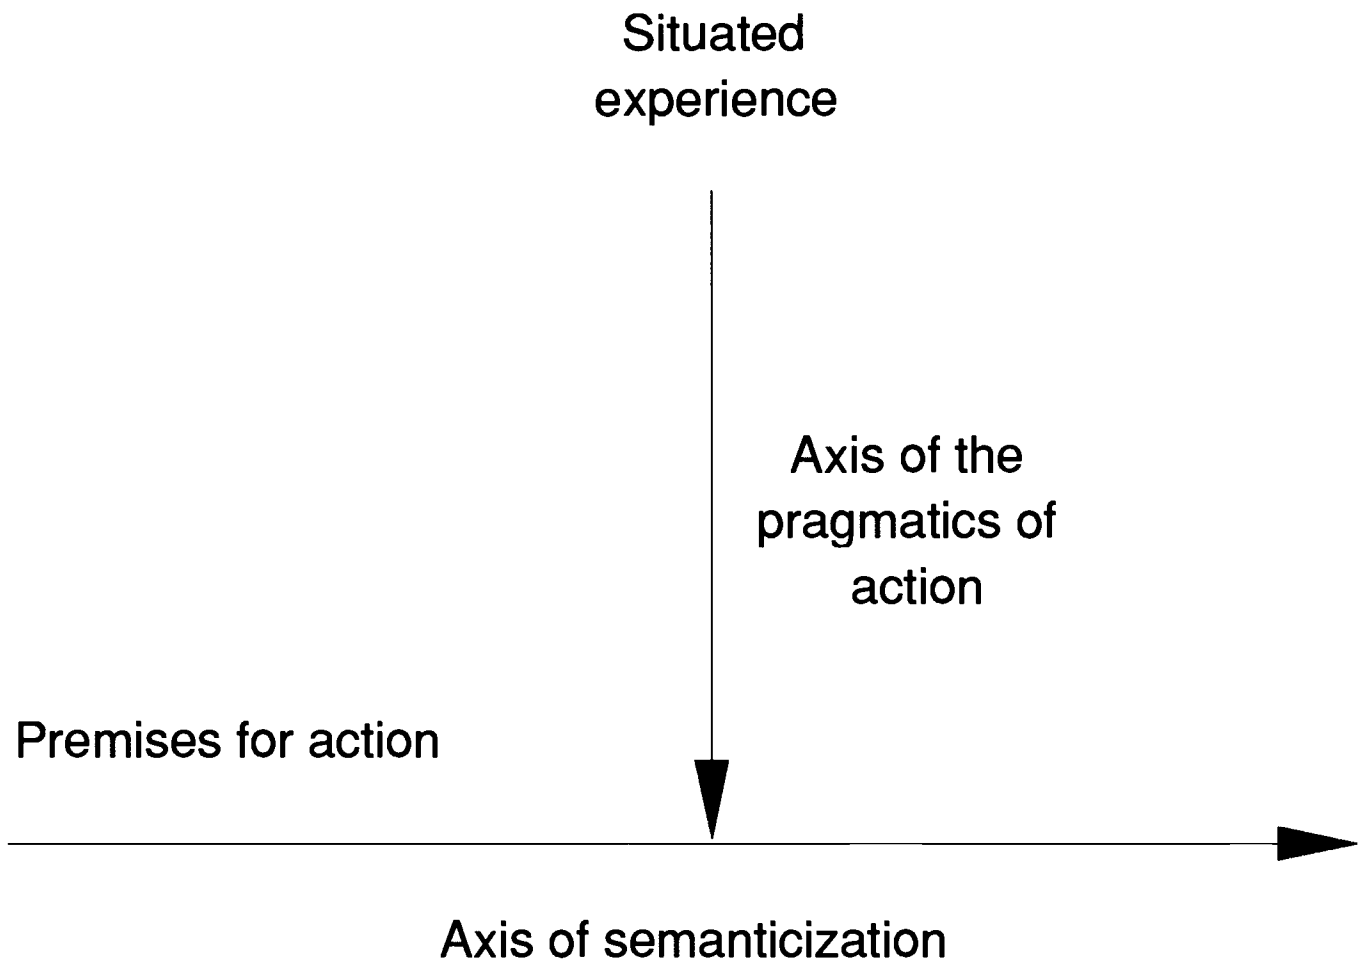 Situated
experience
Axis of the
pragmatics of
action
Premises for action
Axis of semanticization